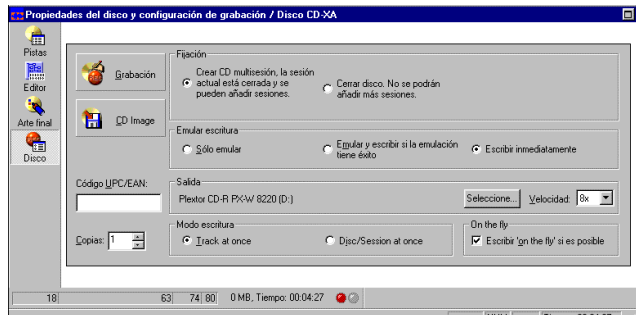 Propiedades del disco y configuración de grabación / Disco CD-XA
Pistas
Editor
Arte final
Disco
Grabación
CD Image
Código UPC/EAN:
Copias: 1
Fijación
Crear CD multisesión, la sesión
actual está cerrada y se
pueden añadir sesiones.
Cerrar disco. No se podrán
añadir más sesiones.
Emular escritura
Sólo emular
Emular y escribir si la emulación
tiene éxito
Escribir inmediatamente
Salida
Plextor CD-R PX-W 8220 (D:)
Seleccione...
Velocidad: 8x
Modo escritura
Track at once
Disc/Session at once
On the fly
Escribir 'on the fly' si es posible
18 63 74 80 0 MB, Tiempo: 00:04:27